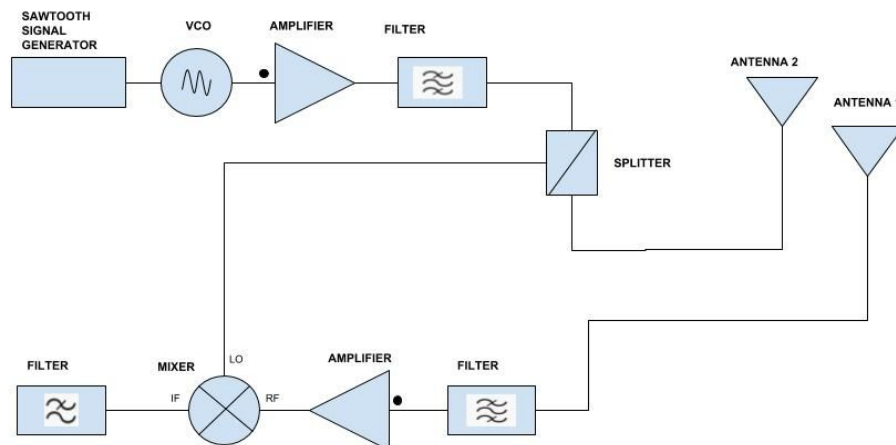 SAWTOOTH
SIGNAL
GENERATOR
VCO
AMPLIFIER
FILTER
ANTENNA 2
ANTENNA
SPLITTER
FILTER
MIXER
LO
AMPLIFIER
FILTER
IF
RF